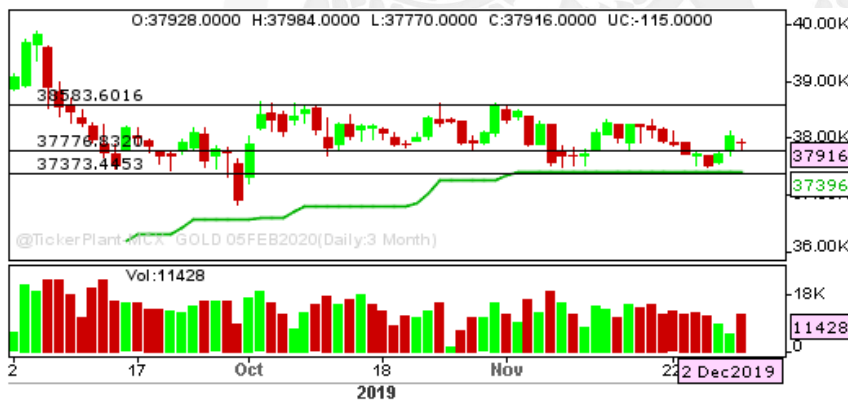 O:37928.0000 H:37984.0000 L:37770.0000 C:37916.0000 UC:-115.0000
40.00K
39.00K
38583.6016
38.00K
37776.8320
37916
37373.4453
37396
@TickerPlant-MCX GOLD 05FEB2020(Daily:3 Month)
36.00K
Vol:11428
18K
11428
0
2 17 Oct 18 Nov 22 2 Dec2019
2019